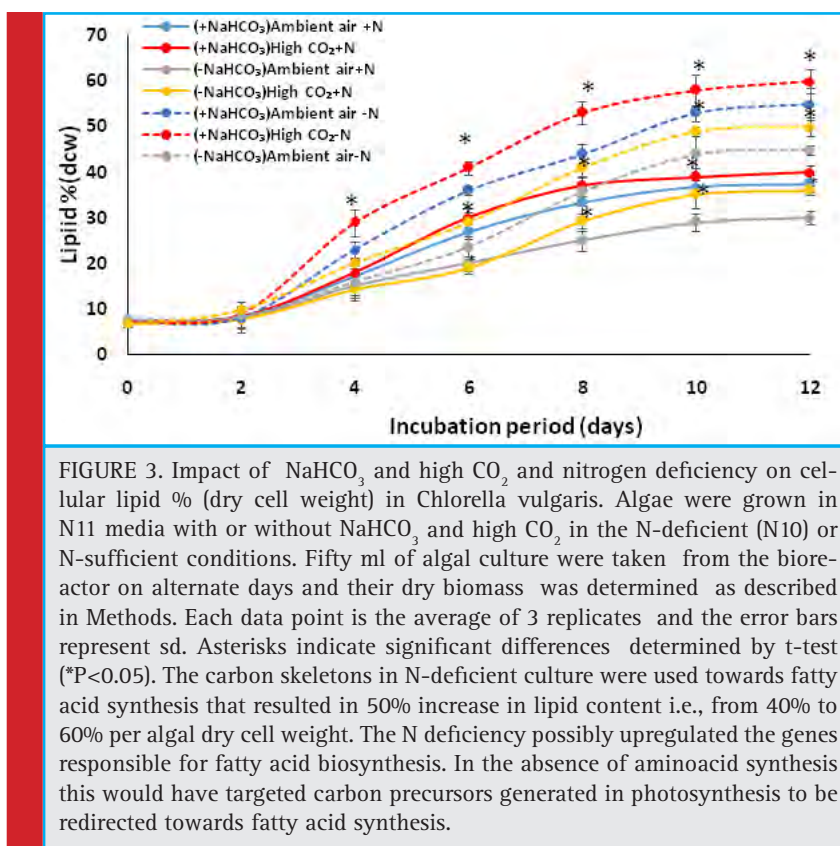 70
60
50
40
30
20
10
0
Lipiid %(dcw)
(+NaHCO₃)Ambient air +N
(+NaHCO₃)High CO₂+N
(-NaHCO₃)Ambient air+N
(-NaHCO₃)High CO₂+N
(+NaHCO₃)Ambient air -N
(+NaHCO₃)High CO₂-N
(-NaHCO₃)Ambient air-N
* * * * * * * * * * * *
0 2 4 6 8 10 12
Incubation period (days)
FIGURE 3. Impact of NaHCO₃ and high CO₂ and nitrogen deficiency on cel-
lular lipid % (dry cell weight) in Chlorella vulgaris. Algae were grown in
N11 media with or without NaHCO₃ and high CO₂ in the N-deficient (N10) or
N-sufficient conditions. Fifty ml of algal culture were taken from the biore-
actor on alternate days and their dry biomass was determined as described
in Methods. Each data point is the average of 3 replicates and the error bars
represent sd. Asterisks indicate significant differences determined by t-test
(*P<0.05). The carbon skeletons in N-deficient culture were used towards fatty
acid synthesis that resulted in 50% increase in lipid content i.e., from 40% to
60% per algal dry cell weight. The N deficiency possibly upregulated the genes
responsible for fatty acid biosynthesis. In the absence of aminoacid synthesis
this would have targeted carbon precursors generated in photosynthesis to be
redirected towards fatty acid synthesis.